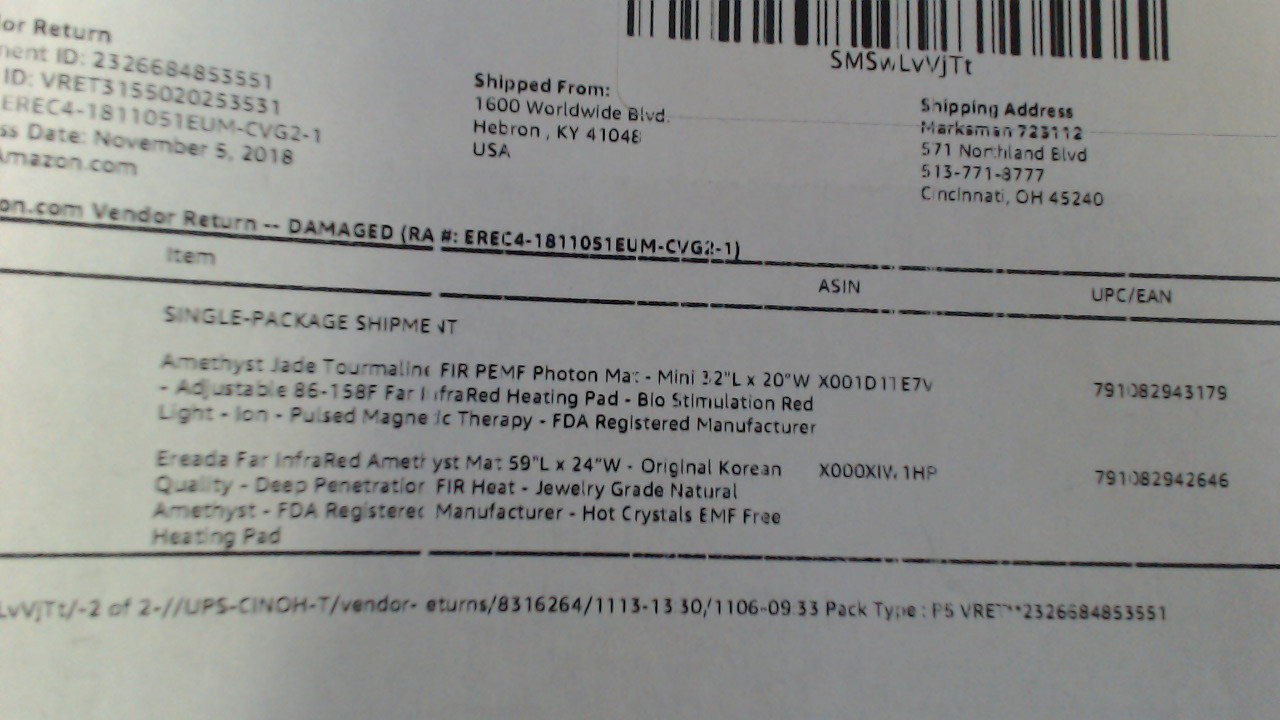 SMSwLvVjTt
or Return
ment ID: 2326684853551
ID: VRET3155020253531
EREC4-1811051EUM-CVG2-1
ss Date: November 5, 2018
Amazon.com
Shipped From:
1600 Worldwide Blvd.
Hebron , KY 41048
USA
Shipping Address
Marksman 723112
571 Northland Blvd
513-771-8777
Cincinnati, OH 45240
on.com Vendor Return -- DAMAGED (RA #: EREC4-1811051EUM-CVG2-1)
Item ASIN UPC/EAN
SINGLE-PACKAGE SHIPMENT
Amethyst Jade Tourmaline FIR PEMF Photon Mat - Mini 32"L x 20"W X001D11E7V 791082943179
- Adjustable 86-158F Far InfraRed Heating Pad - Bio Stimulation Red
Light - Ion - Pulsed Magnetic Therapy - FDA Registered Manufacturer
Ereada Far InfraRed Amethyst Mat 59"L x 24"W - Original Korean 791082942646
Quality - Deep Penetration FIR Heat - Jewelry Grade Natural
Amethyst - FDA Registered Manufacturer - Hot Crystals EMF Free
Heating Pad
LvVjTt/-2 of 2-//UPS-CINOH-T/vendor-returns/8316264/1113-13:30/1106-09:33 Pack Type : PS VRET**2326684853551